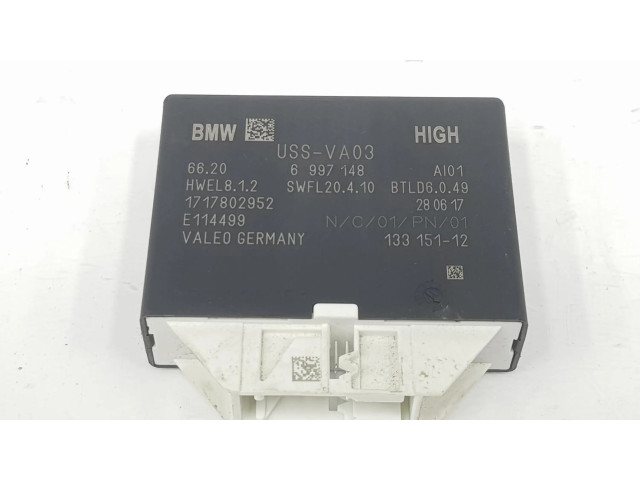 BMW HIGH
USS-VA03
66.20 6 997 148 AI01
HWEL8.1.2 SWFL20.4.10 BTLD6.0.49
1717802952 28 06 17
E114499 N/C/01/PN/01
VALEO GERMANY 133 151-12